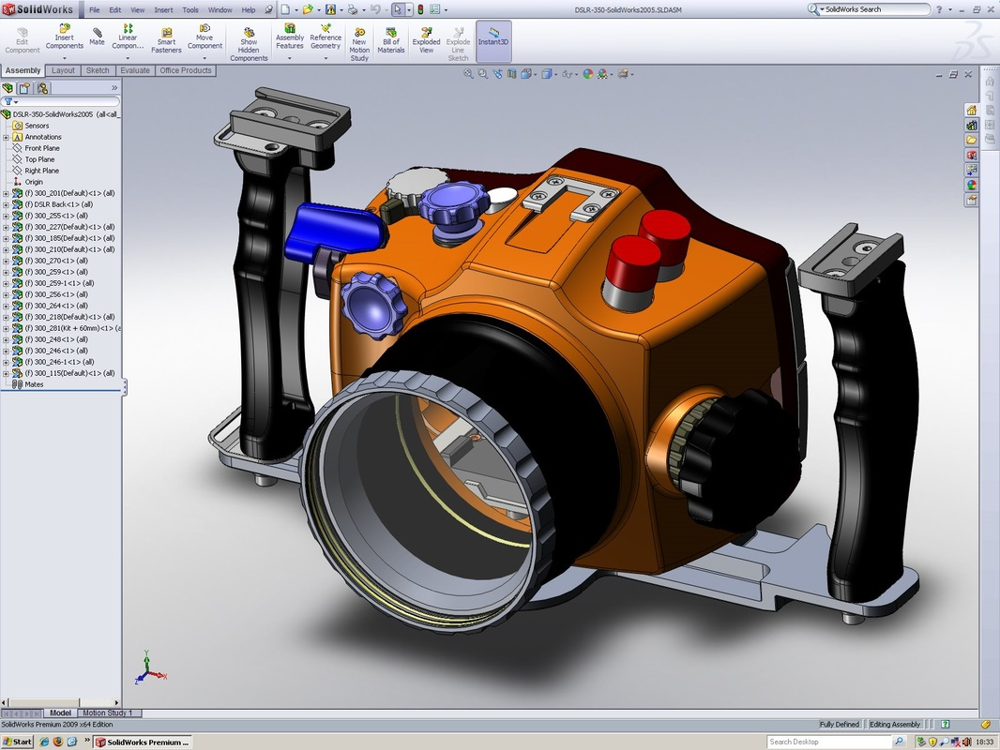 SolidWorks File Edit View Insert Tools Window Help DSLR-350-SolidWorks2005.SLDASM SolidWorks Search
Edit Component
Insert Components
Mate
Linear Compon...
Smart Fasteners
Move Component
Show Hidden Components
Assembly Features
Reference Geometry
New Motion Study
Bill of Materials
Exploded View
Explode Line Sketch
Instant3D
Assembly Layout Sketch Evaluate Office Products
DSLR-350-SolidWorks2005 (all<all_
Sensors
Annotations
Front Plane
Top Plane
Right Plane
Origin
(f) 300_201(Default)<1> (all)
(f) DSLR Back<1> (all)
(f) 300_255<1> (all)
(f) 300_227(Default)<1> (all)
(f) 300_185(Default)<1> (all)
(f) 300_210(Default)<1> (all)
(f) 300_270<1> (all)
(f) 300_259<1> (all)
(f) 300_259-1<1> (all)
(f) 300_256<1> (all)
(f) 300_264<1> (all)
(f) 300_218(Default)<1> (all)
(f) 300_281(Kit + 60mm)<1> (a
(f) 300_248<1> (all)
(f) 300_246<1> (all)
(f) 300_246-1<1> (all)
(f) 300_115(Default)<1> (all)
Mates
Y
X
Z
Model Motion Study 1
SolidWorks Premium 2009 x64 Edition Fully Defined Editing Assembly
Start SolidWorks Premium ... Search Desktop 18:33